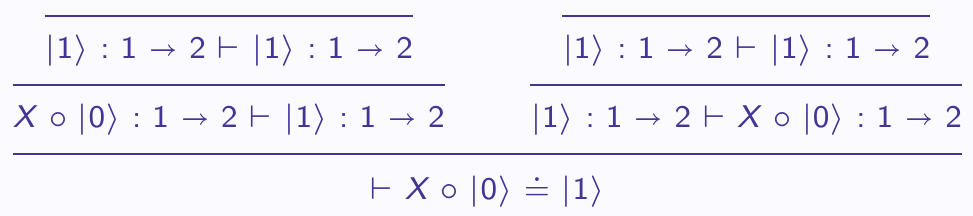 |1⟩ : 1 → 2 ⊢ |1⟩ : 1 → 2 |1⟩ : 1 → 2 ⊢ |1⟩ : 1 → 2
X ∘ |0⟩ : 1 → 2 ⊢ |1⟩ : 1 → 2 |1⟩ : 1 → 2 ⊢ X ∘ |0⟩ : 1 → 2
⊢ X ∘ |0⟩ ≐ |1⟩